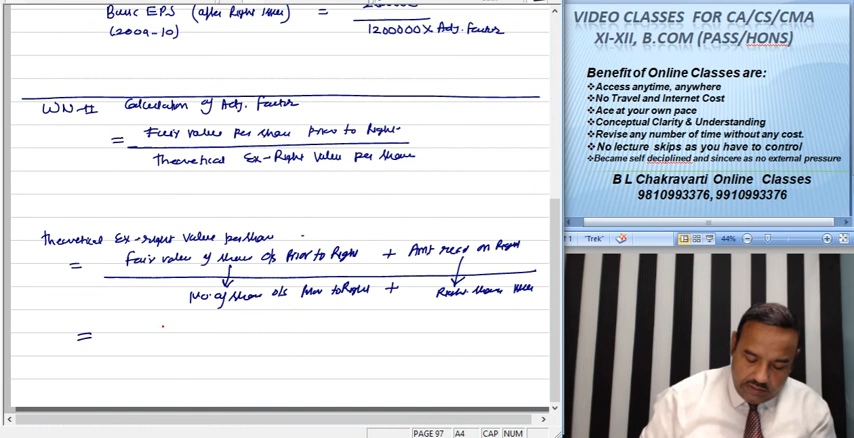 Basic EPS (after Right Issue) =
(2009-10) 1200000 x Adj. factor
WN-II Calculation of Adj. factor
= Fair value per share prior to Right
Theoretical Ex-Right value per share
Theoretical Ex-right value per share
= Fair value of share o/s Prior to Right + Amt recd on Right
No. of share o/s Prior to Right + Right share issue
=
PAGE 97 A4 CAP NUM
VIDEO CLASSES FOR CA/CS/CMA
XI-XII, B.COM (PASS/HONS)
Benefit of Online Classes are:
❖Access anytime, anywhere
❖No Travel and Internet Cost
❖Ace at your own pace
❖Conceptual Clarity & Understanding
❖Revise any number of time without any cost.
❖No lecture skips as you have to control
❖Became self deciplined and sincere as no external pressure
B L Chakravarti Online Classes
9810993376, 9910993376
of 1 "Trek" 44%